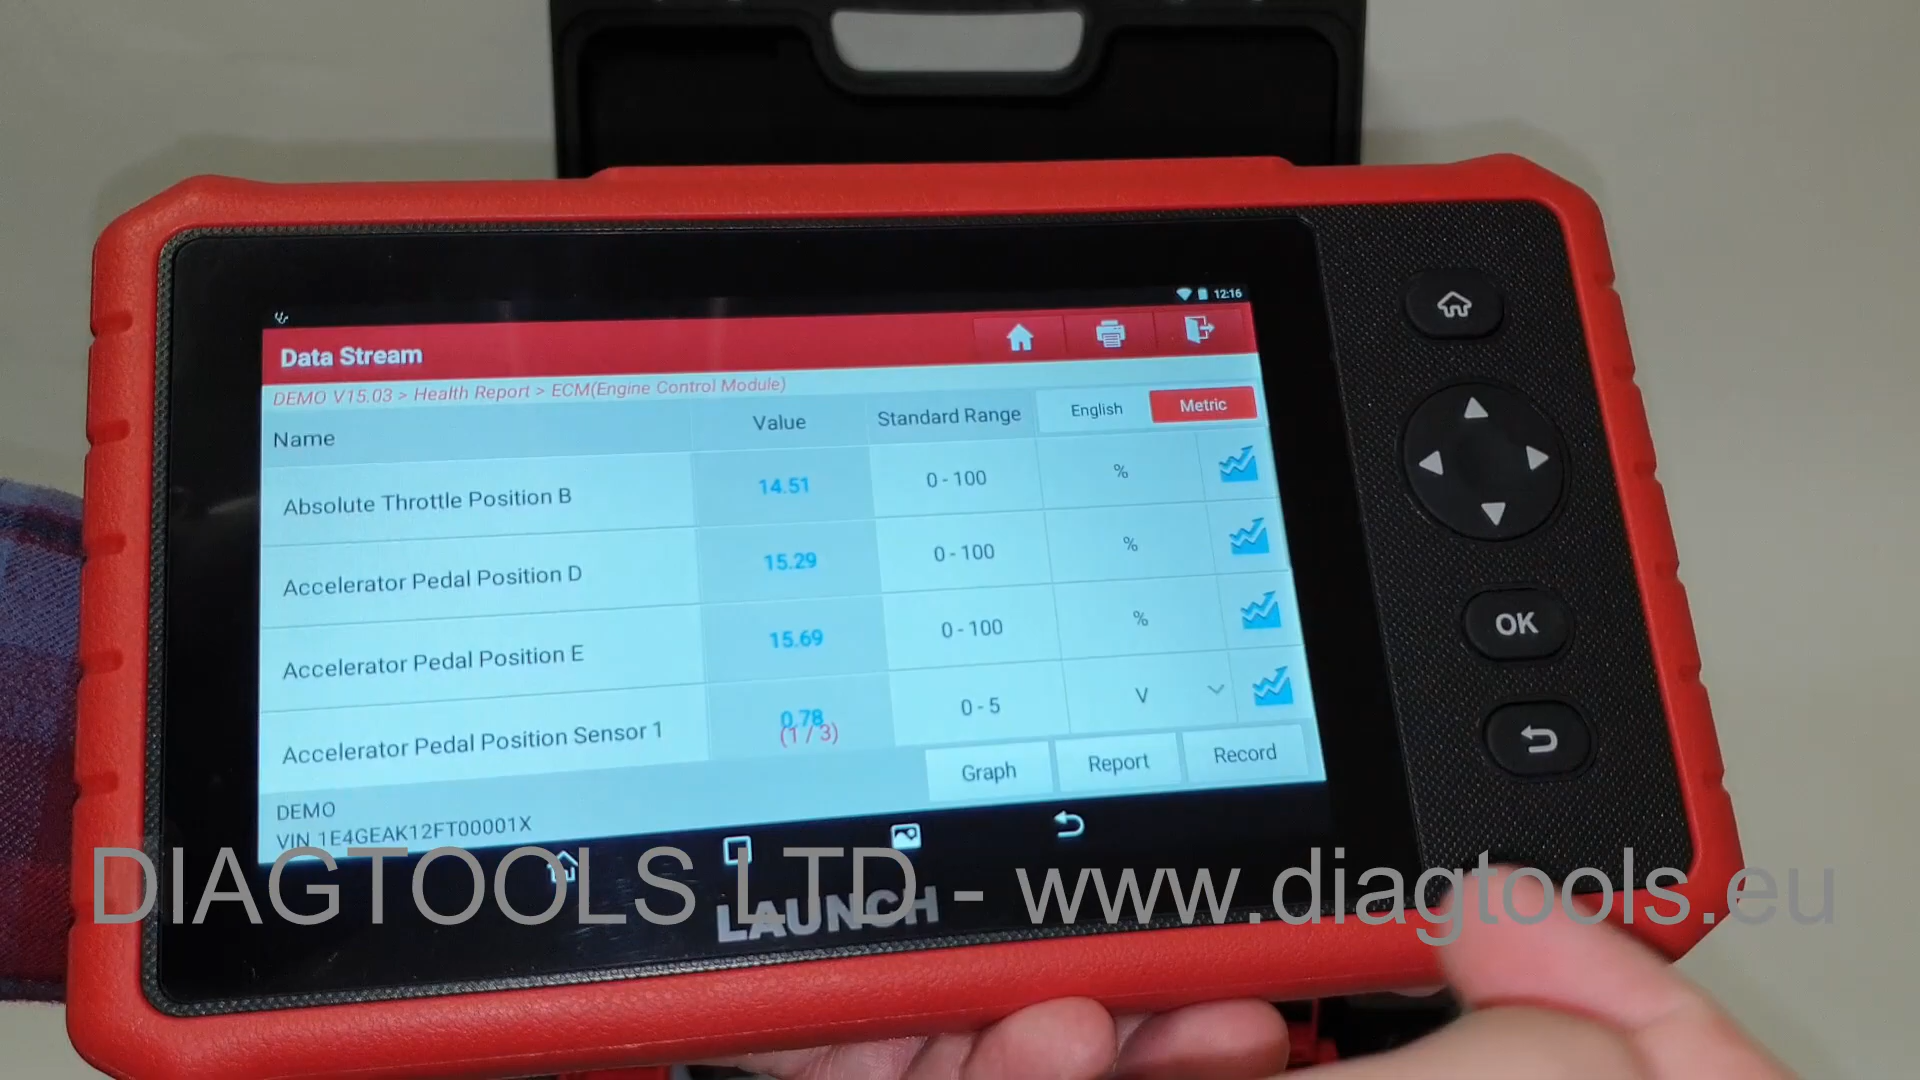 12:16
Data Stream
DEMO V15.03 > Health Report > ECM(Engine Control Module)
Name Value Standard Range English Metric
Absolute Throttle Position B 14.51 0 - 100 %
Accelerator Pedal Position D 15.29 0 - 100 %
Accelerator Pedal Position E 15.69 0 - 100 %
Accelerator Pedal Position Sensor 1 0.78 0 - 5 V
(1 / 3)
Graph Report Record
DEMO
VIN 1E4GEAK12FT00001X
OK
DIAGTOOLS LTD - www.diagtools.eu
LAUNCH